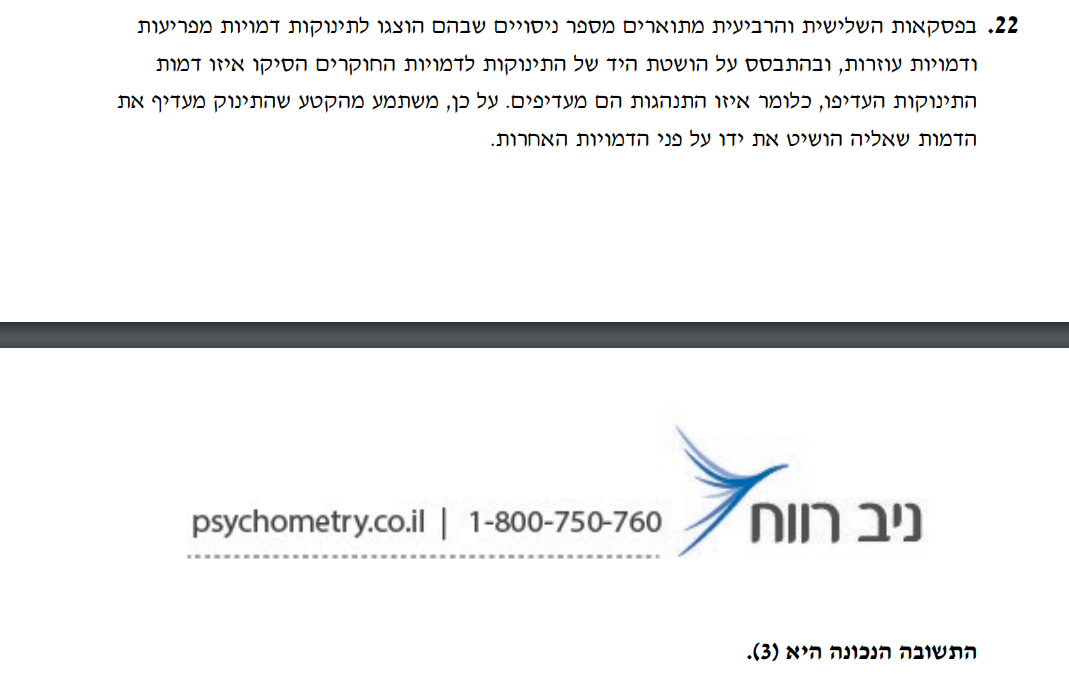 22. בפסקאות השלישית והרביעית מתוארים מספר ניסויים שבהם הוצגו לתינוקות דמויות מפריעות
ודמויות עוזרות, ובהתבסס על הושטת היד של התינוקות לדמויות החוקרים הסיקו איזו דמות
התינוקות העדיפו, כלומר איזו התנהגות הם מעדיפים. על כן, משתמע מהקטע שהתינוק מעדיף את
הדמות שאליה הושיט את ידו על פני הדמויות האחרות.
ניב רווח
psychometry.co.il | 1-800-750-760
התשובה הנכונה היא (3).